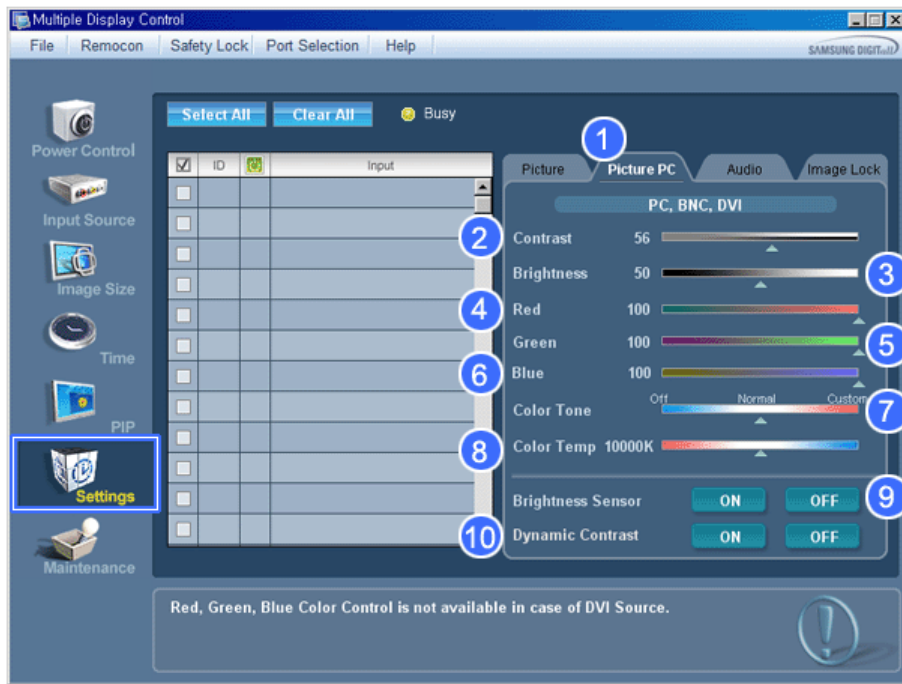 Multiple Display Control
File Remocon Safety Lock Port Selection Help SAMSUNG DIGITall
Select All Clear All Busy
Power Control
Input Source
Image Size
Time
PIP
Settings
Maintenance
ID Input
1
Picture Picture PC Audio Image Lock
PC, BNC, DVI
2 Contrast 56
Brightness 50 3
4 Red 100
Green 100 5
6 Blue 100
Off Normal Custom
Color Tone 7
8 Color Temp 10000K
Brightness Sensor ON OFF 9
10 Dynamic Contrast ON OFF
Red, Green, Blue Color Control is not available in case of DVI Source.